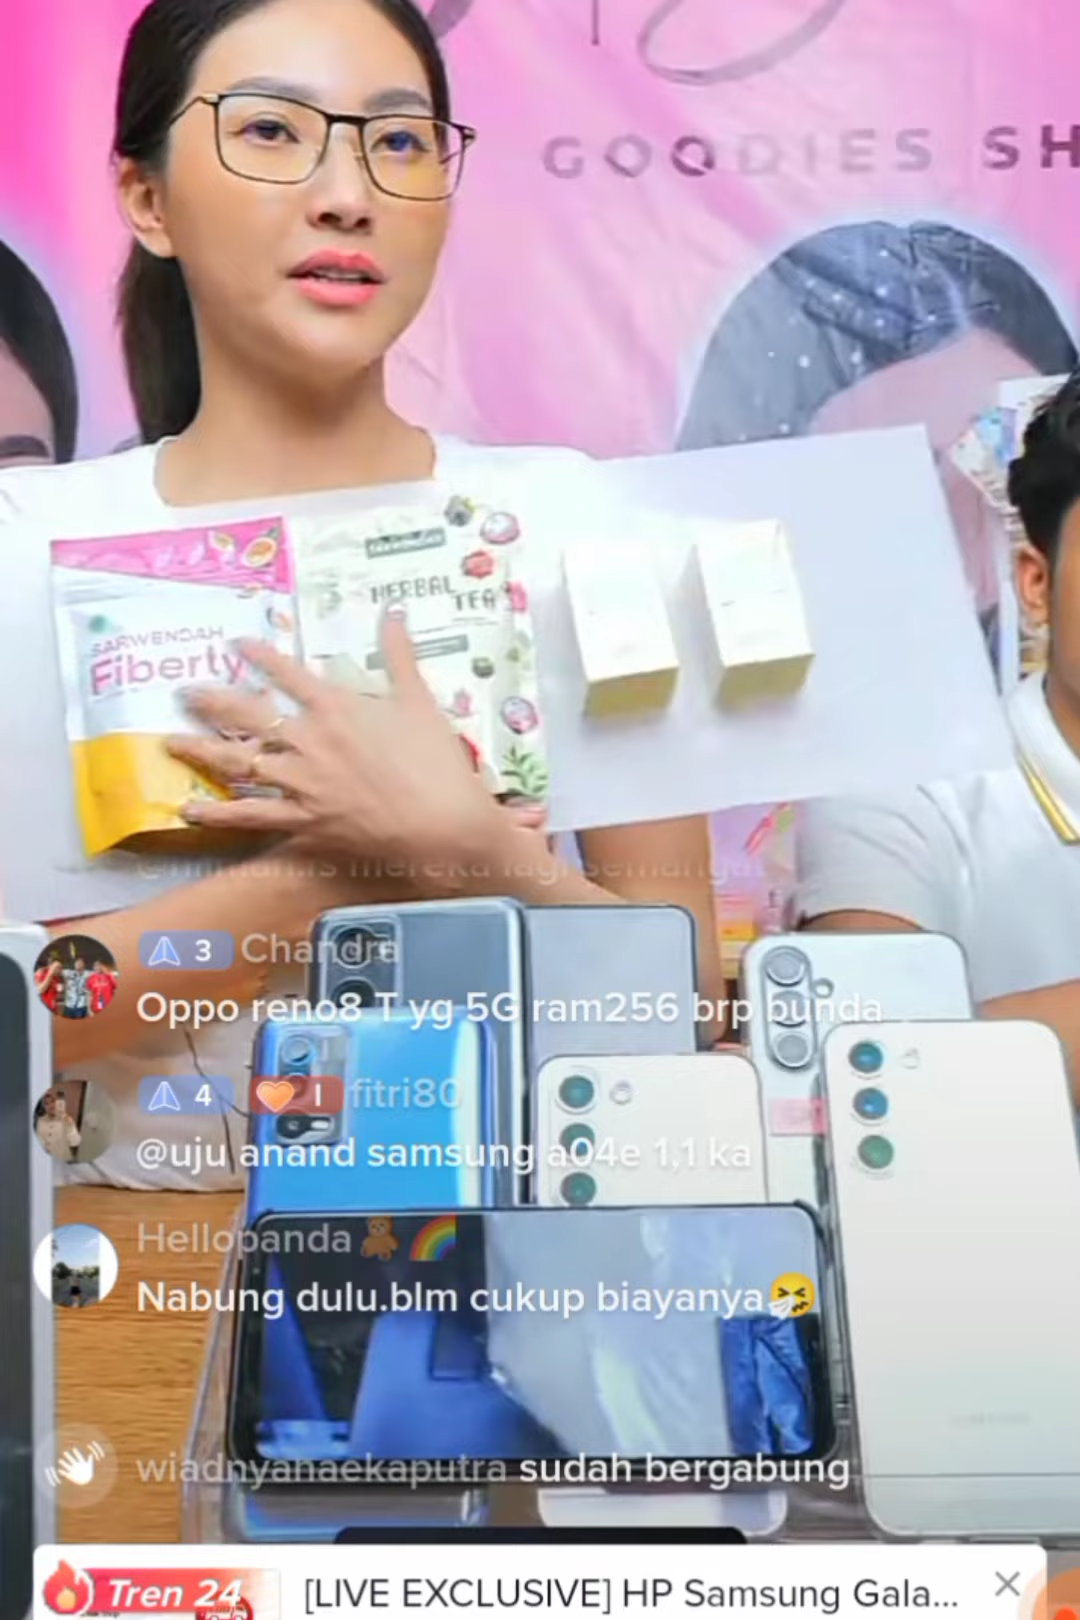 GOODIES SH
SARWENDAH
Fiberty
HERBAL
TEA
3 Chandra
Oppo reno8 T yg 5G ram256 brp bunda
4 1 fitri80
@uju anand samsung a04e 1,1 ka
Hellopanda🧸🌈
Nabung dulu.blm cukup biayanya😝
wiadnyanaekaputra sudah bergabung
Tren 24
[LIVE EXCLUSIVE] HP Samsung Gala...